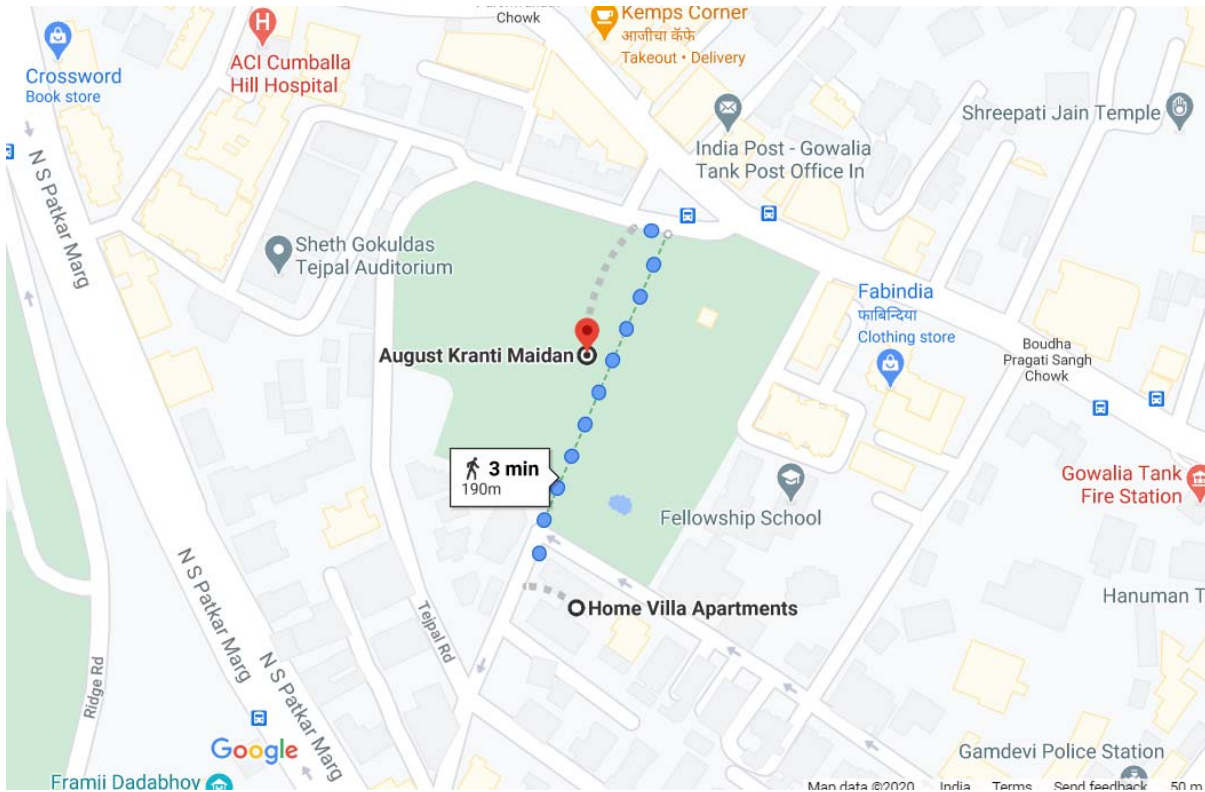 Chowk
Kemps Corner
आजीचा कॅफे
Takeout • Delivery
Crossword
Book store
ACI Cumballa
Hill Hospital
Shreepati Jain Temple
India Post - Gowalia
Tank Post Office In
N S Patkar Marg
Sheth Gokuldas
Tejpal Auditorium
Fabindia
फाबिन्दिया
Clothing store
August Kranti Maidan
Boudha
Pragati Sangh
Chowk
3 min
190m
Gowalia Tank
Fire Station
Fellowship School
Home Villa Apartments
Hanuman T
N S Patkar Marg
Tejpal Rd
Ridge Rd
N S Patkar Marg
Google
Gamdevi Police Station
Framji Dadabhoy
Map data ©2020 India Terms Send feedback 50 m